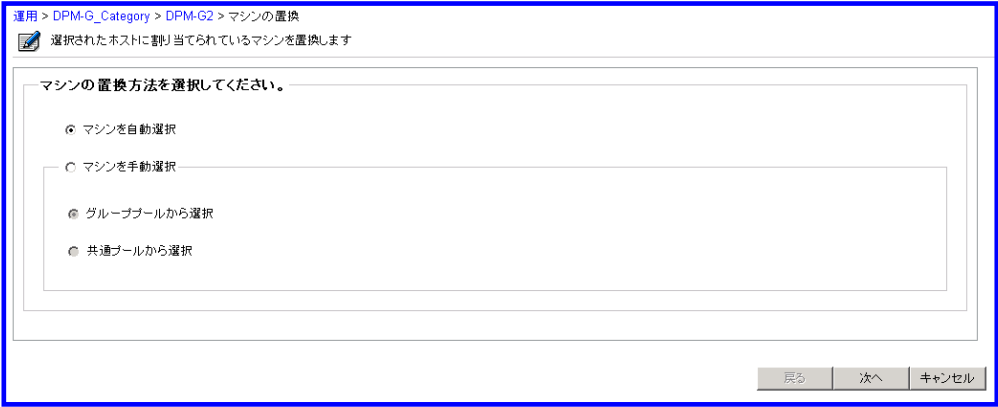 運用 > DPM-G_Category > DPM-G2 > マシンの置換
選択されたホストに割り当てられているマシンを置換します
マシンの置換方法を選択してください。
マシンを自動選択
マシンを手動選択
グループプールから選択
共通プールから選択
戻る 次へ キャンセル